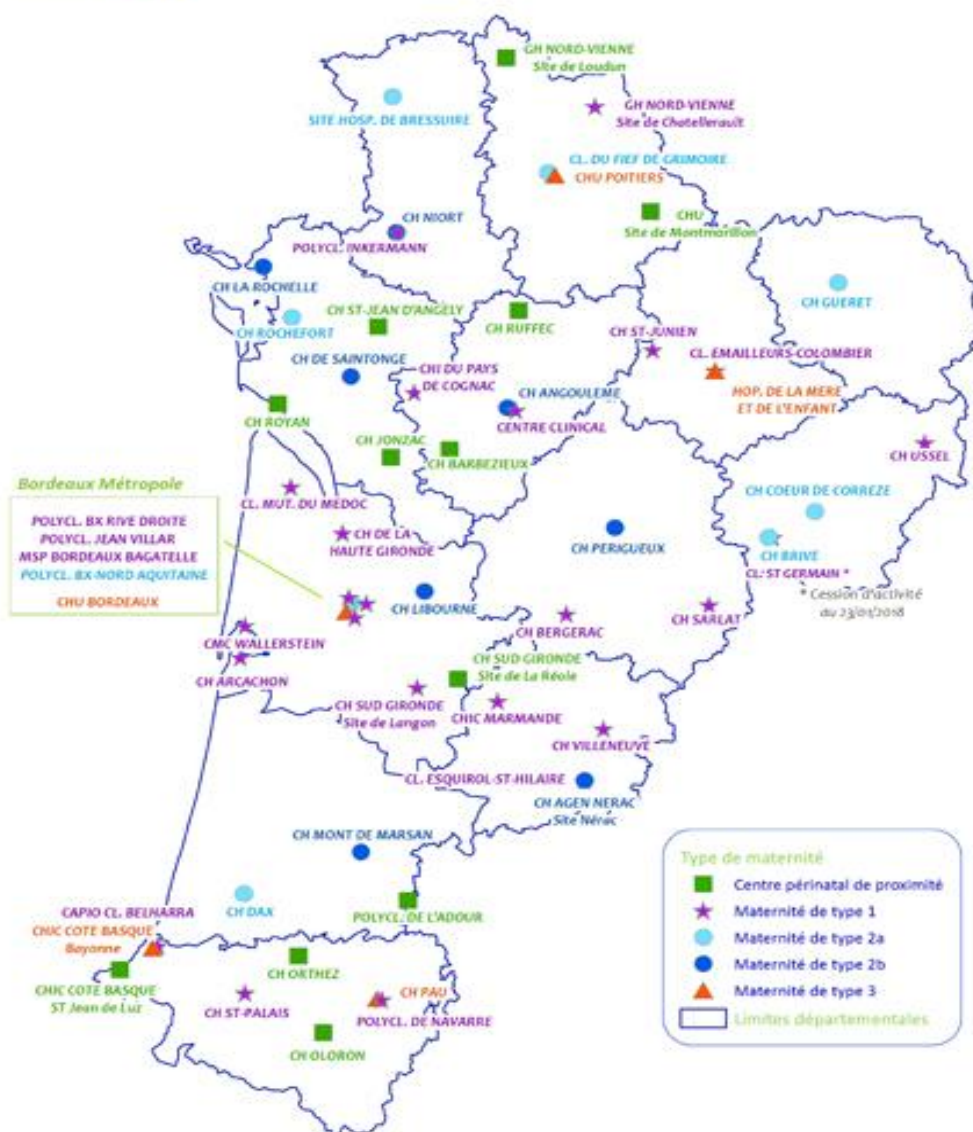 GH NORD-VIENNE
Site de Loudun
GH NORD-VIENNE
Site de Chatellerault
SITE HOSP. DE BRESSUIRE
CL. DU FIEF DE GRIMOIRE
CHU POITIERS
CHU
Site de Montmorillon
CH NIORT
POLYCL. INKERMANN
CH LA ROCHELLE
CH GUERET
CH ROCHEFORT
CH ST-JEAN D'ANGELY
CH RUFFEC
CH ST-JUNIEN
CL. EMAILLEURS-COLOMBIER
HOP. DE LA MERE
ET DE L'ENFANT
CH DE SAINTONGE
CHI DU PAYS
DE COGNAC
CH ANGOULEME
CENTRE CLINICAL
CH ROYAN
CH JONZAC
CH BARBEZIEUX
CH USSEL
Bordeaux Métropole
POLYCL. BX RIVE DROITE
POLYCL. JEAN VILLAR
MSP BORDEAUX BAGATELLE
POLYCL. BX-NORD AQUITAINE
CHU BORDEAUX
CL. MUT. DU MEDOC
CH DE LA
HAUTE GIRONDE
CH PERIGUEUX
CH COEUR DE CORREZE
CH BRIVE
CL. ST GERMAIN *
* Cession d'activité
au 23/01/2018
CH LIBOURNE
CH BERGERAC
CH SARLAT
CMC WALLERSTEIN
CH ARCACHON
CH SUD GIRONDE
Site de La Réole
CH SUD GIRONDE
Site de Langon
CHIC MARMANDE
CH VILLENEUVE
CL. ESQUIROL-ST-HILAIRE
CH AGEN NERAC
Site Nérac
CH MONT DE MARSAN
CH DAX
POLYCL. DE L'ADOUR
CAPIO CL. BELHARRA
CHIC COTE BASQUE
Bayonne
CHIC COTE BASQUE
ST Jean de Luz
CH ORTHEZ
CH ST-PALAIS
CH PAU
POLYCL. DE NAVARRE
CH OLORON
Type de maternité
Centre périnatal de proximité
Maternité de type 1
Maternité de type 2a
Maternité de type 2b
Maternité de type 3
Limites départementales